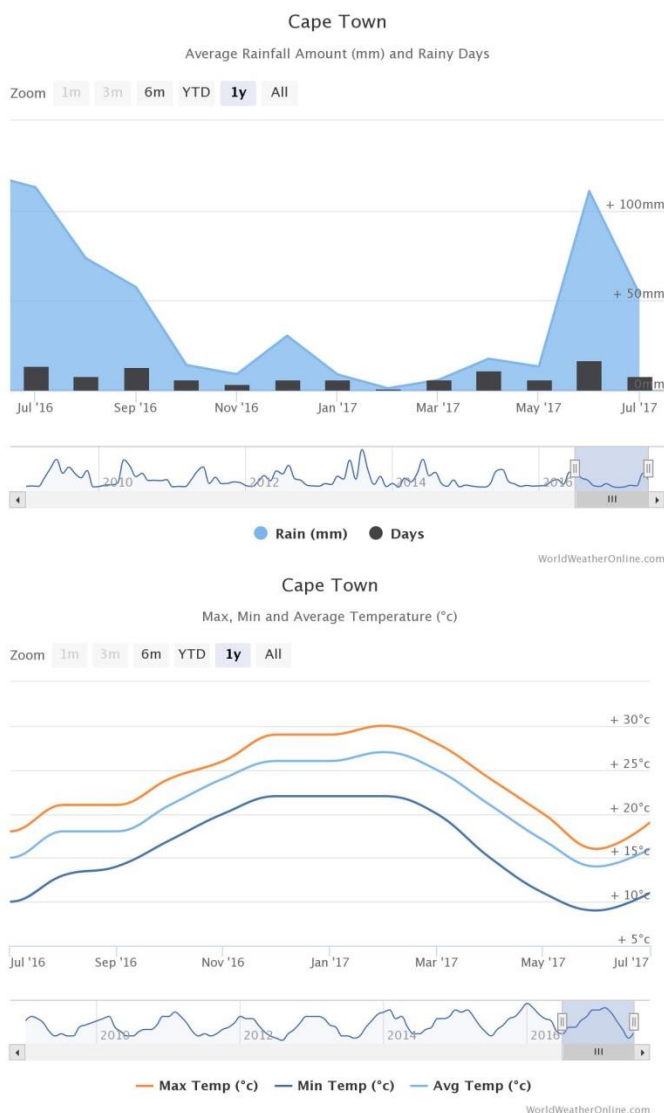 Cape Town
Average Rainfall Amount (mm) and Rainy Days
Zoom 1m 3m 6m YTD 1y All
+ 100mm
+ 50mm
0mm
Jul '16 Sep '16 Nov '16 Jan '17 Mar '17 May '17 Jul '17
2010 2012 2014 2016
Rain (mm) Days
WorldWeatherOnline.com
Cape Town
Max, Min and Average Temperature (°c)
Zoom 1m 3m 6m YTD 1y All
+ 30°c
+ 25°c
+ 20°c
+ 15°c
+ 10°c
+ 5°c
Jul '16 Sep '16 Nov '16 Jan '17 Mar '17 May '17 Jul '17
2010 2012 2014 2016
Max Temp (°c) Min Temp (°c) Avg Temp (°c)
WorldWeatherOnline.com